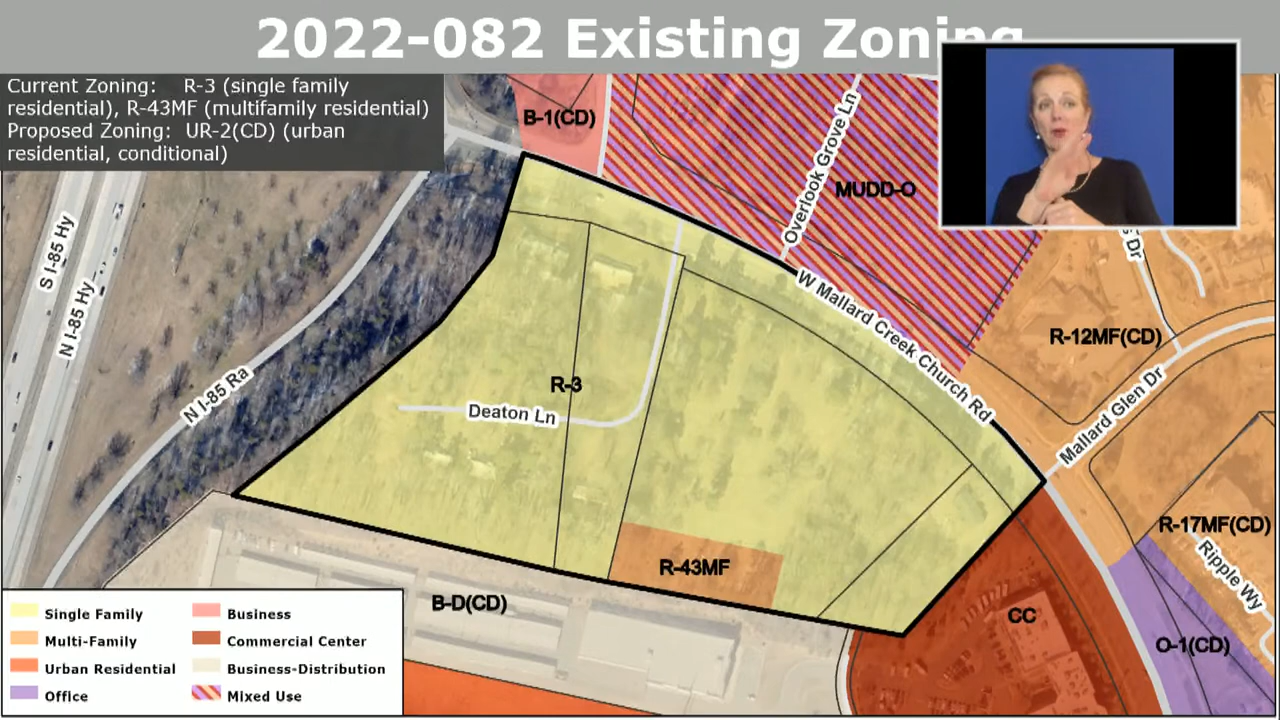 2022-082 Existing Zoning
Current Zoning: R-3 (single family
residential), R-43MF (multifamily residential)
Proposed Zoning: UR-2(CD) (urban
residential, conditional)
B-1(CD)
Overlook Grove Ln
MUDD-O
S I-85 Hy
N I-85 Hy
N I-85 Ra
W Mallard Creek Church Rd
R-12MF(CD)
Mallard Glen Dr
R-3
Deaton Ln
R-43MF
R-17MF(CD)
Ripple Wy
B-D(CD)
CC
O-1(CD)
Single Family
Multi-Family
Urban Residential
Office
Business
Commercial Center
Business-Distribution
Mixed Use
Dr